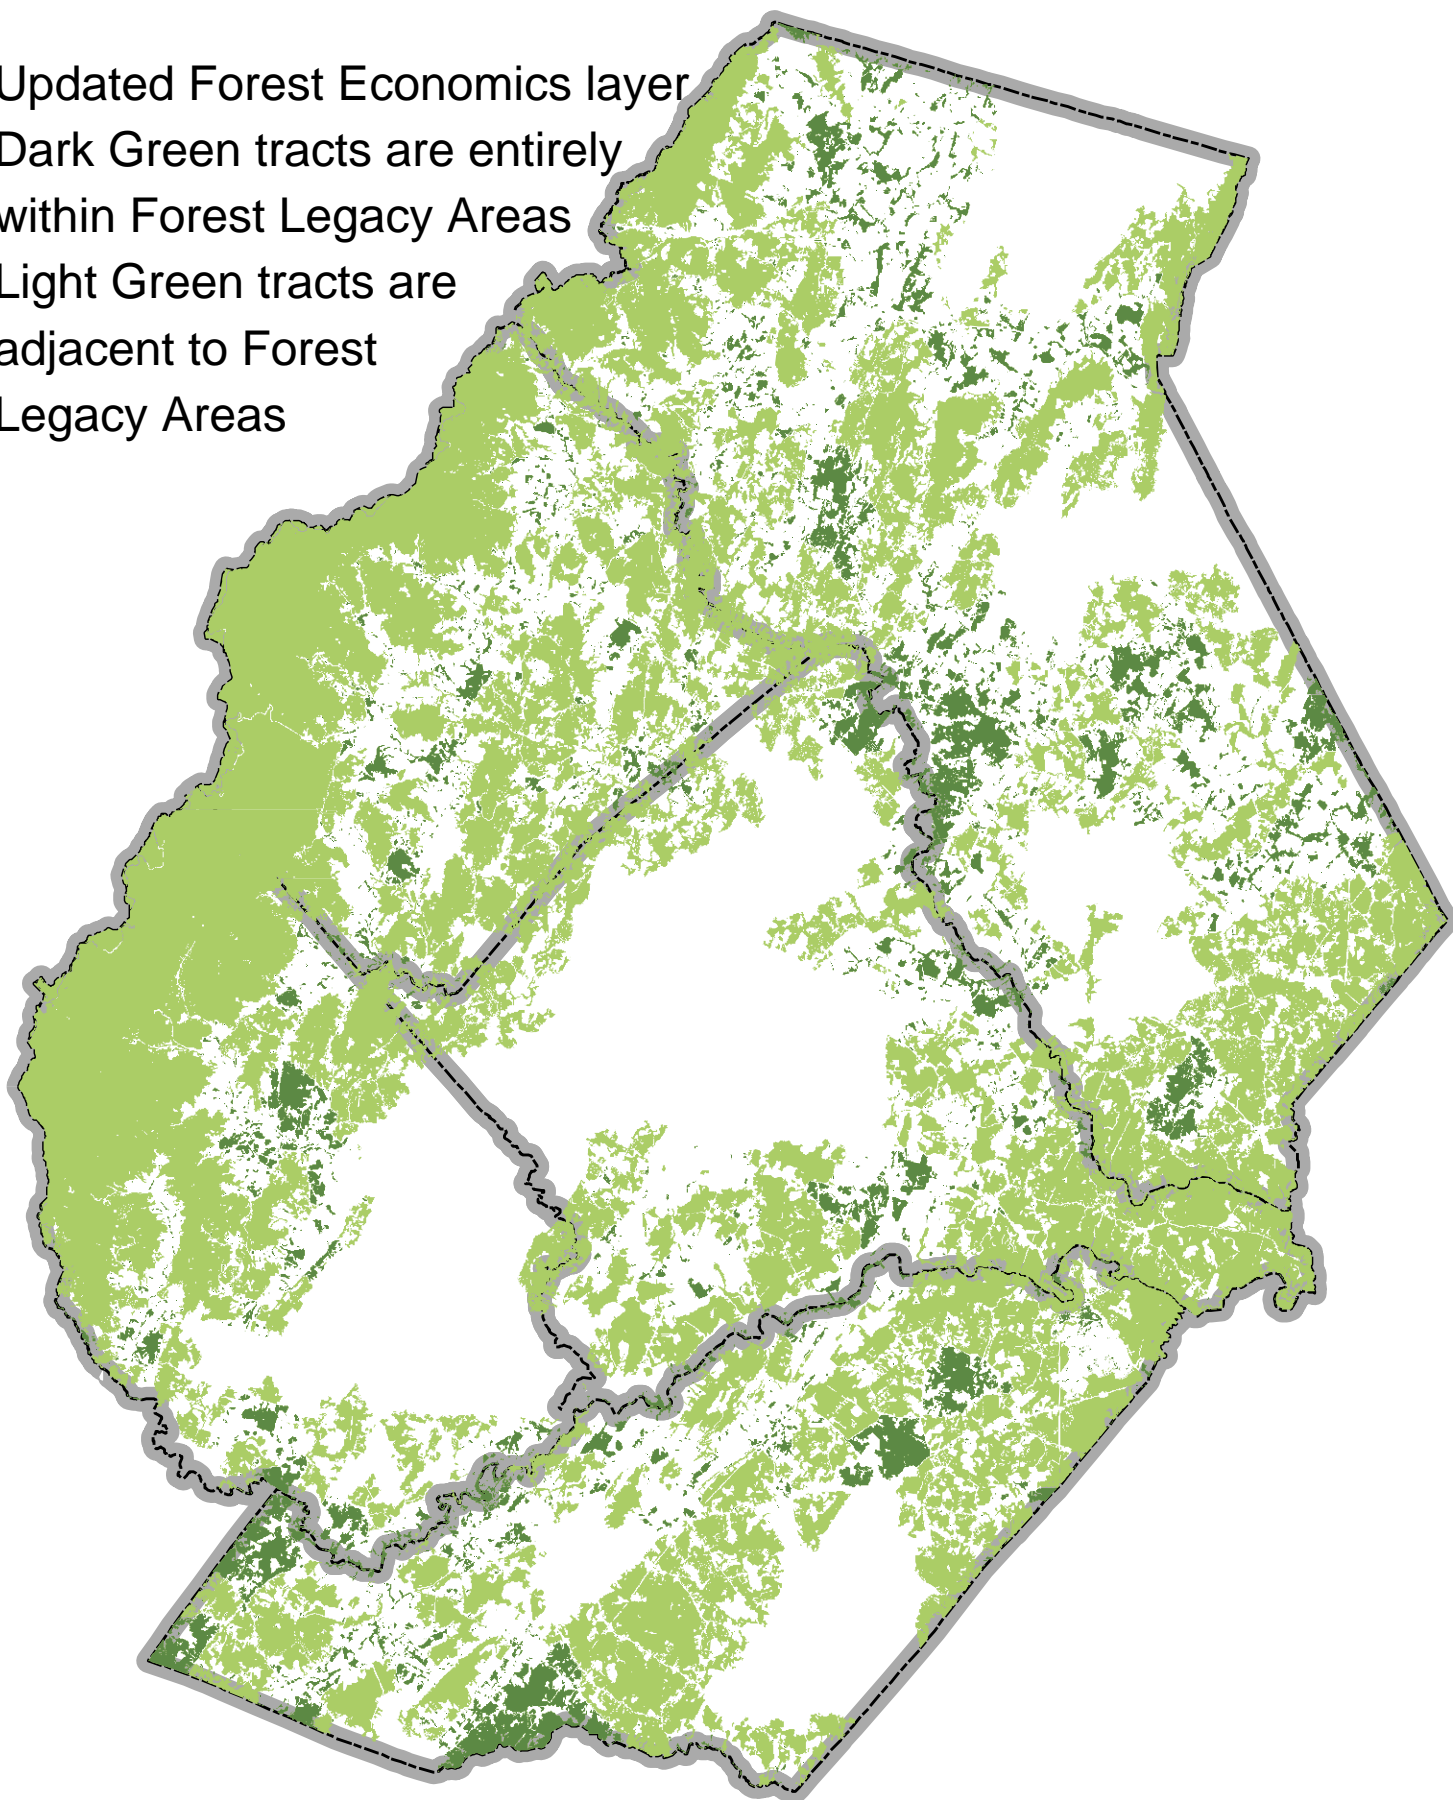 Updated Forest Economics layer
Dark Green tracts are entirely
within Forest Legacy Areas
Light Green tracts are
adjacent to Forest
Legacy Areas